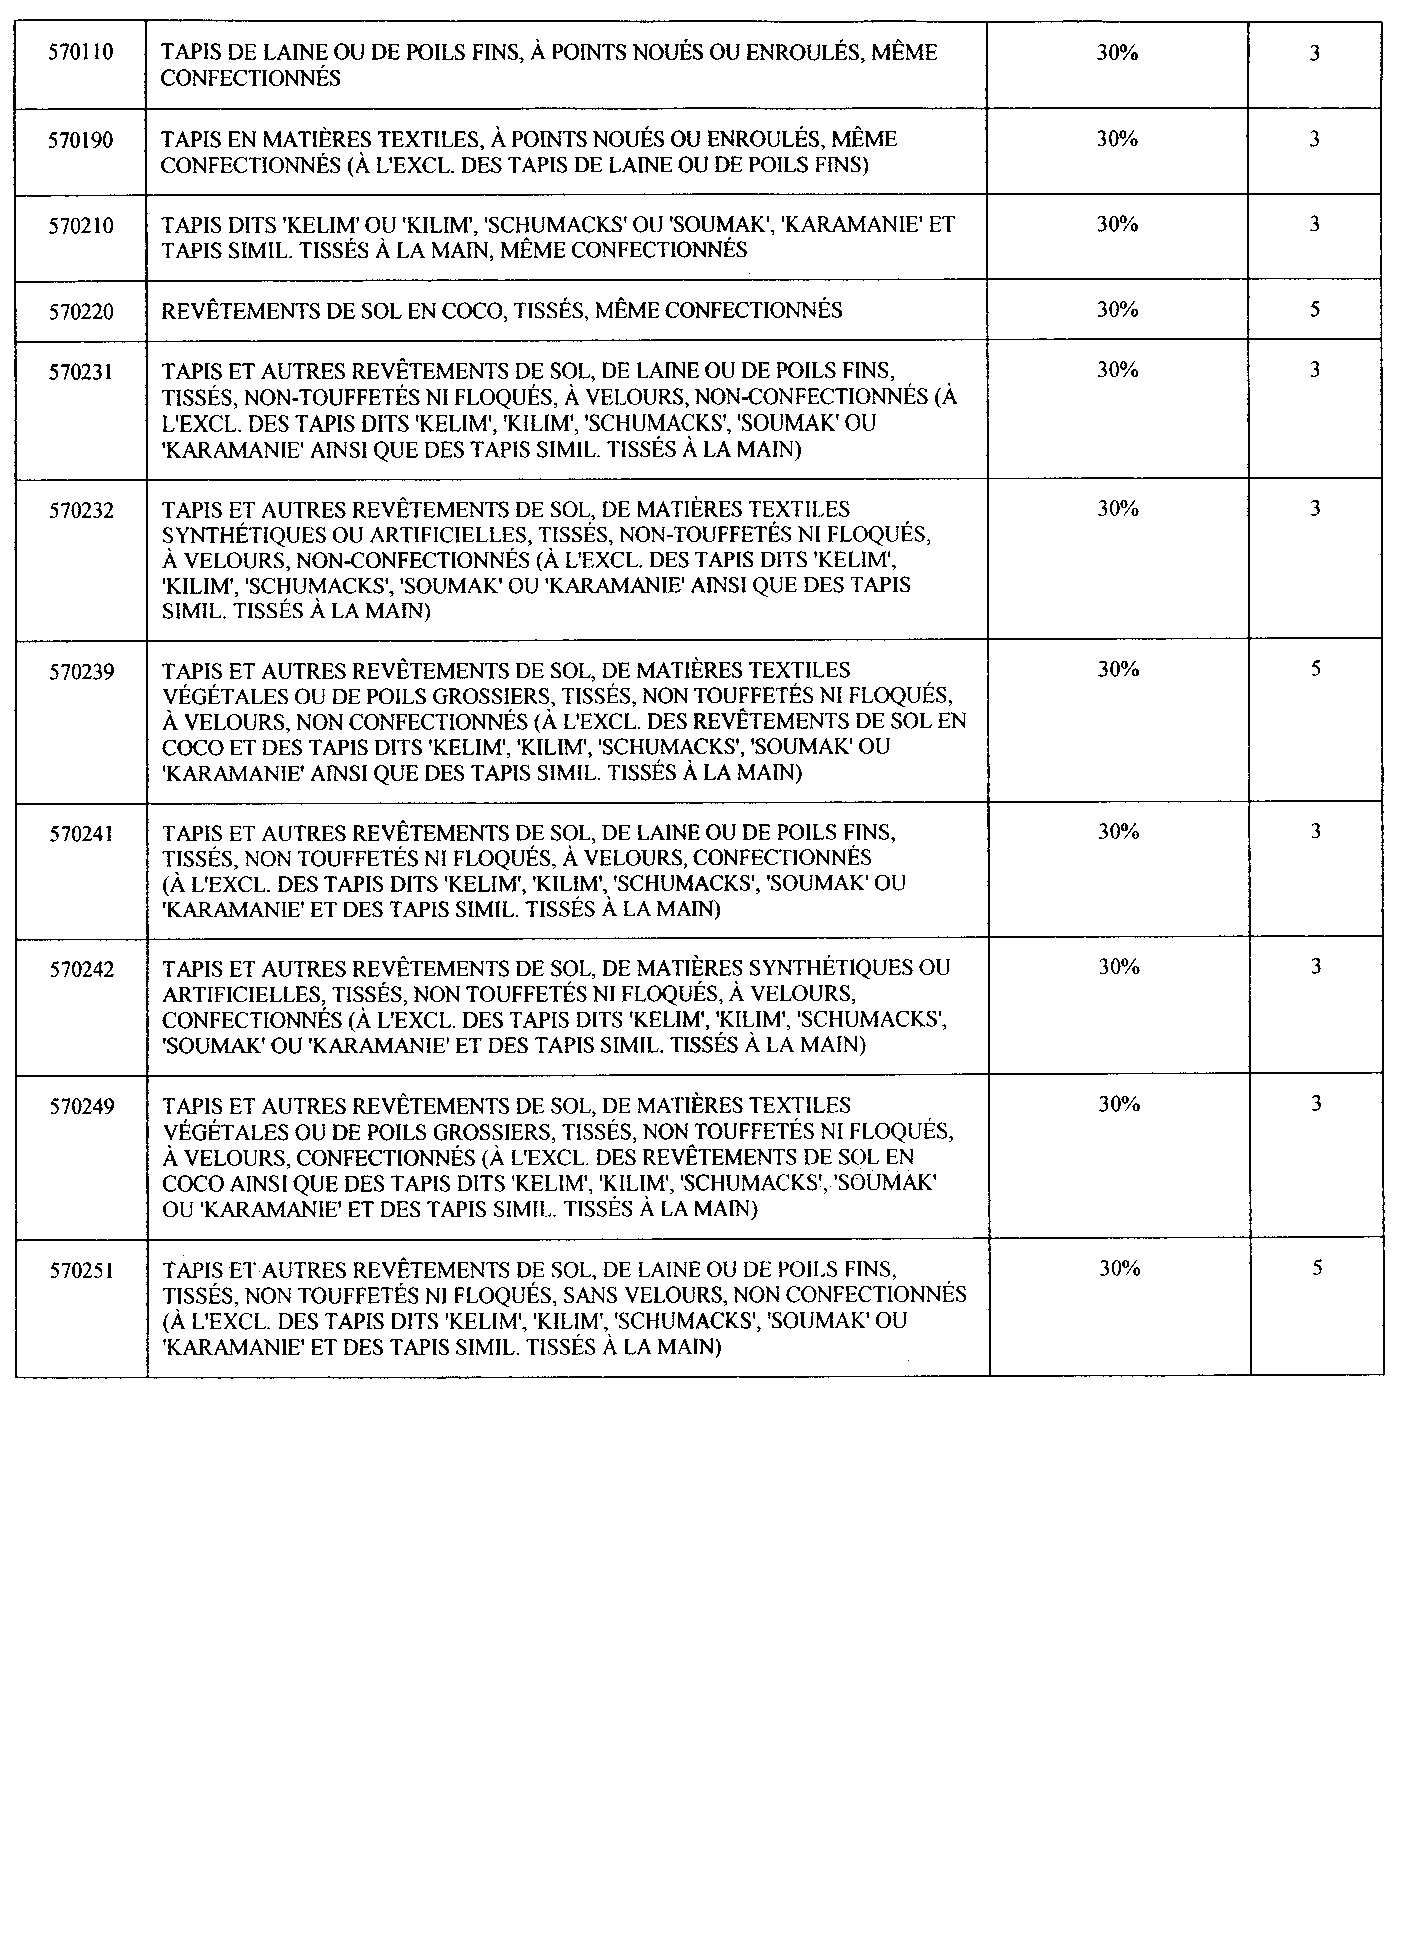 570110 TAPIS DE LAINE OU DE POILS FINS, À POINTS NOUÉS OU ENROULÉS, MÊME 30% 3
CONFECTIONNÉS
570190 TAPIS EN MATIÈRES TEXTILES, À POINTS NOUÉS OU ENROULÉS, MÊME 30% 3
CONFECTIONNÉS (À L'EXCL. DES TAPIS DE LAINE OU DE POILS FINS)
570210 TAPIS DITS 'KELIM' OU 'KILIM', 'SCHUMACKS' OU 'SOUMAK', 'KARAMANIE' ET 30% 3
TAPIS SIMIL. TISSÉS À LA MAIN, MÊME CONFECTIONNÉS
570220 REVÊTEMENTS DE SOL EN COCO, TISSÉS, MÊME CONFECTIONNÉS 30% 5
570231 TAPIS ET AUTRES REVÊTEMENTS DE SOL, DE LAINE OU DE POILS FINS, 30% 3
TISSÉS, NON-TOUFFETÉS NI FLOQUÉS, À VELOURS, NON-CONFECTIONNÉS (À
L'EXCL. DES TAPIS DITS 'KELIM', 'KILIM', 'SCHUMACKS', 'SOUMAK' OU
'KARAMANIE' AINSI QUE DES TAPIS SIMIL. TISSÉS À LA MAIN)
570232 TAPIS ET AUTRES REVÊTEMENTS DE SOL, DE MATIÈRES TEXTILES 30% 3
SYNTHÉTIQUES OU ARTIFICIELLES, TISSÉS, NON-TOUFFETÉS NI FLOQUÉS,
À VELOURS, NON-CONFECTIONNÉS (À L'EXCL. DES TAPIS DITS 'KELIM',
'KILIM', 'SCHUMACKS', 'SOUMAK' OU 'KARAMANIE' AINSI QUE DES TAPIS
SIMIL. TISSÉS À LA MAIN)
570239 TAPIS ET AUTRES REVÊTEMENTS DE SOL, DE MATIÈRES TEXTILES 30% 5
VÉGÉTALES OU DE POILS GROSSIERS, TISSÉS, NON TOUFFETÉS NI FLOQUÉS,
À VELOURS, NON CONFECTIONNÉS (À L'EXCL. DES REVÊTEMENTS DE SOL EN
COCO ET DES TAPIS DITS 'KELIM', 'KILIM', 'SCHUMACKS', 'SOUMAK' OU
'KARAMANIE' AINSI QUE DES TAPIS SIMIL. TISSÉS À LA MAIN)
570241 TAPIS ET AUTRES REVÊTEMENTS DE SOL, DE LAINE OU DE POILS FINS, 30% 3
TISSÉS, NON TOUFFETÉS NI FLOQUÉS, À VELOURS, CONFECTIONNÉS
(À L'EXCL. DES TAPIS DITS 'KELIM', 'KILIM', 'SCHUMACKS', 'SOUMAK' OU
'KARAMANIE' ET DES TAPIS SIMIL. TISSÉS À LA MAIN)
570242 TAPIS ET AUTRES REVÊTEMENTS DE SOL, DE MATIÈRES SYNTHÉTIQUES OU 30% 3
ARTIFICIELLES, TISSÉS, NON TOUFFETÉS NI FLOQUÉS, À VELOURS,
CONFECTIONNÉS (À L'EXCL. DES TAPIS DITS 'KELIM', 'KILIM', 'SCHUMACKS',
'SOUMAK' OU 'KARAMANIE' ET DES TAPIS SIMIL. TISSÉS À LA MAIN)
570249 TAPIS ET AUTRES REVÊTEMENTS DE SOL, DE MATIÈRES TEXTILES 30% 3
VÉGÉTALES OU DE POILS GROSSIERS, TISSÉS, NON TOUFFETÉS NI FLOQUÉS,
À VELOURS, CONFECTIONNÉS (À L'EXCL. DES REVÊTEMENTS DE SOL EN
COCO AINSI QUE DES TAPIS DITS 'KELIM', 'KILIM', 'SCHUMACKS', 'SOUMAK'
OU 'KARAMANIE' ET DES TAPIS SIMIL. TISSÉS À LA MAIN)
570251 TAPIS ET AUTRES REVÊTEMENTS DE SOL, DE LAINE OU DE POILS FINS, 30% 5
TISSÉS, NON TOUFFETÉS NI FLOQUÉS, SANS VELOURS, NON CONFECTIONNÉS
(À L'EXCL. DES TAPIS DITS 'KELIM', 'KILIM', 'SCHUMACKS', 'SOUMAK' OU
'KARAMANIE' ET DES TAPIS SIMIL. TISSÉS À LA MAIN)